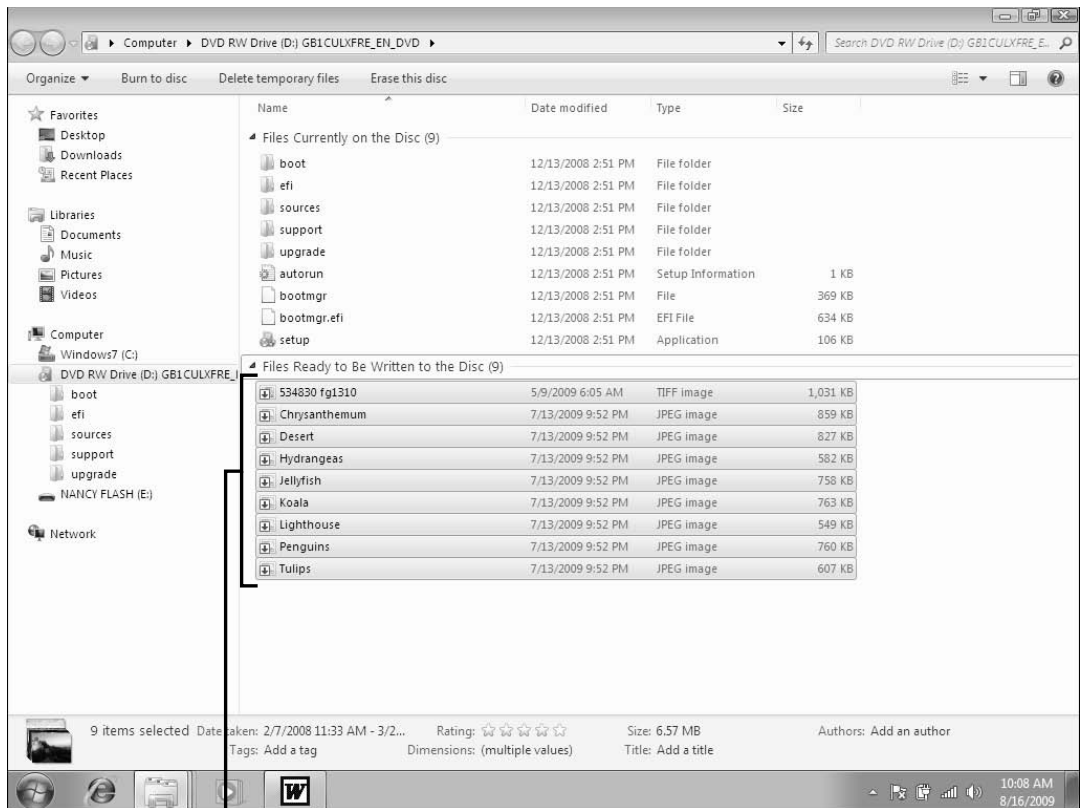 Computer ▸ DVD RW Drive (D:) GB1CULXFRE_EN_DVD ▸
Search DVD RW Drive (D:) GB1CULXFRE_E...
Organize ▾ Burn to disc Delete temporary files Erase this disc
Name Date modified Type Size
Favorites
Desktop
Downloads
Recent Places
Libraries
Documents
Music
Pictures
Videos
Computer
Windows7 (C:)
DVD RW Drive (D:) GB1CULXFRE_
boot
efi
sources
support
upgrade
NANCY FLASH (E:)
Network
Files Currently on the Disc (9)
boot 12/13/2008 2:51 PM File folder
efi 12/13/2008 2:51 PM File folder
sources 12/13/2008 2:51 PM File folder
support 12/13/2008 2:51 PM File folder
upgrade 12/13/2008 2:51 PM File folder
autorun 12/13/2008 2:51 PM Setup Information 1 KB
bootmgr 12/13/2008 2:51 PM File 369 KB
bootmgr.efi 12/13/2008 2:51 PM EFI File 634 KB
setup 12/13/2008 2:51 PM Application 106 KB
Files Ready to Be Written to the Disc (9)
534830 fg1310 5/9/2009 6:05 AM TIFF image 1,031 KB
Chrysanthemum 7/13/2009 9:52 PM JPEG image 859 KB
Desert 7/13/2009 9:52 PM JPEG image 827 KB
Hydrangeas 7/13/2009 9:52 PM JPEG image 582 KB
Jellyfish 7/13/2009 9:52 PM JPEG image 758 KB
Koala 7/13/2009 9:52 PM JPEG image 763 KB
Lighthouse 7/13/2009 9:52 PM JPEG image 549 KB
Penguins 7/13/2009 9:52 PM JPEG image 760 KB
Tulips 7/13/2009 9:52 PM JPEG image 607 KB
9 items selected Date taken: 2/7/2008 11:33 AM - 3/2... Rating: Size: 6.57 MB Authors: Add an author
Tags: Add a tag Dimensions: (multiple values) Title: Add a title
W
10:08 AM
8/16/2009